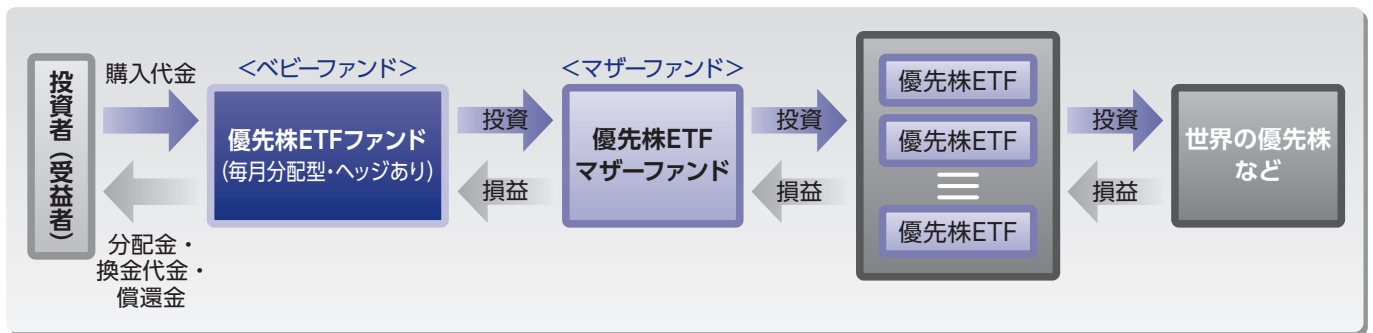 投資者（受益者）
購入代金
分配金・
換金代金・
償還金
＜ベビーファンド＞
優先株ETFファンド
(毎月分配型・ヘッジあり)
投資
損益
＜マザーファンド＞
優先株ETF
マザーファンド
投資
損益
優先株ETF
優先株ETF
優先株ETF
投資
損益
世界の優先株
など